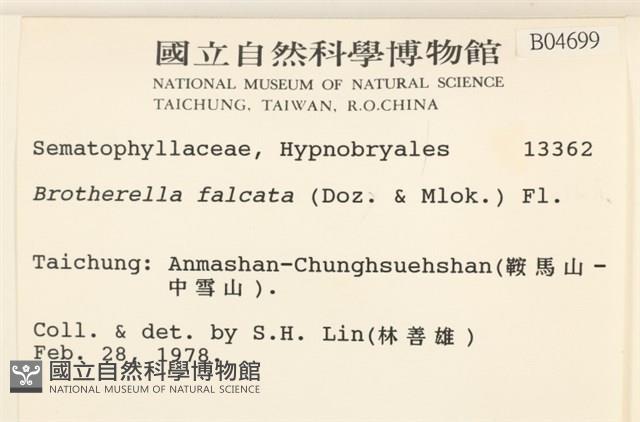 國立自然科學博物館
B04699
NATIONAL MUSEUM OF NATURAL SCIENCE
TAICHUNG, TAIWAN, R.O.CHINA
Sematophyllaceae, Hypnobryales 13362
Brotherella falcata (Doz. & Mlok.) Fl.
Taichung: Anmashan-Chunghsuehshan(鞍馬山-
中雪山).
Coll. & det. by S.H. Lin(林善雄)
Feb. 28, 1978.
國立自然科學博物館
NATIONAL MUSEUM OF NATURAL SCIENCE